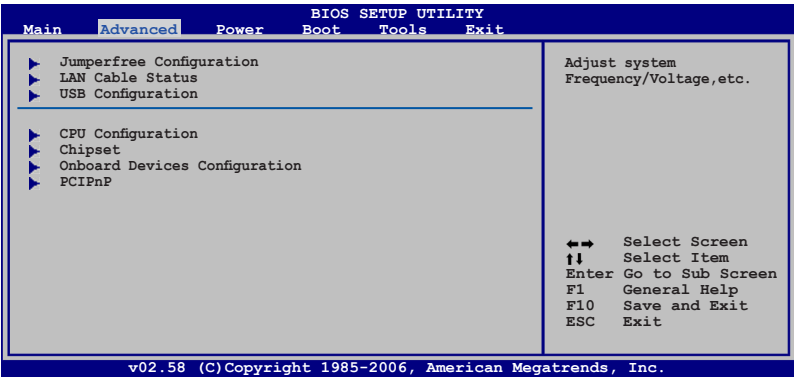 BIOS SETUP UTILITY
Main Advanced Power Boot Tools Exit
Jumperfree Configuration
LAN Cable Status
USB Configuration
CPU Configuration
Chipset
Onboard Devices Configuration
PCIPnP
Adjust system
Frequency/Voltage,etc.
←→ Select Screen
↑↓ Select Item
Enter Go to Sub Screen
F1 General Help
F10 Save and Exit
ESC Exit
v02.58 (C)Copyright 1985-2006, American Megatrends, Inc.